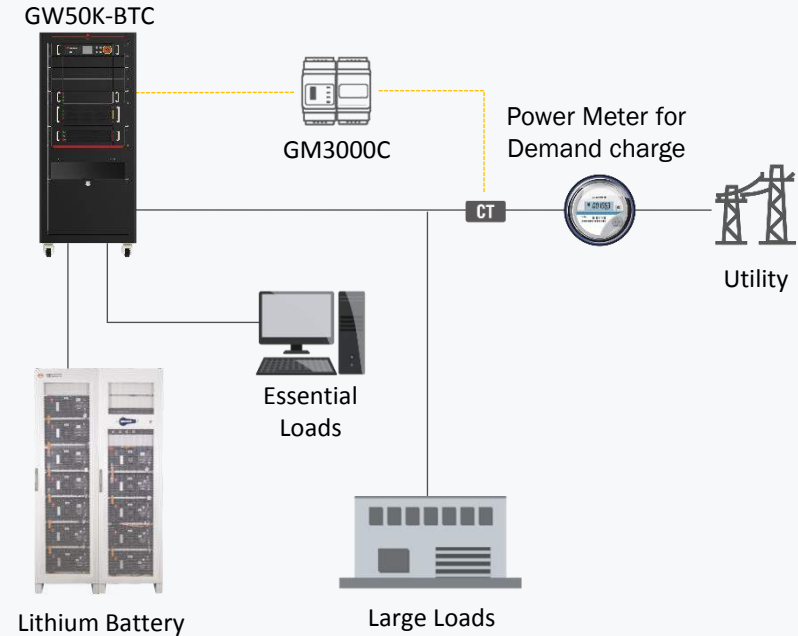 GW50K-BTC
GM3000C
Power Meter for
Demand charge
CT
Utility
Essential
Loads
Lithium Battery
Large Loads